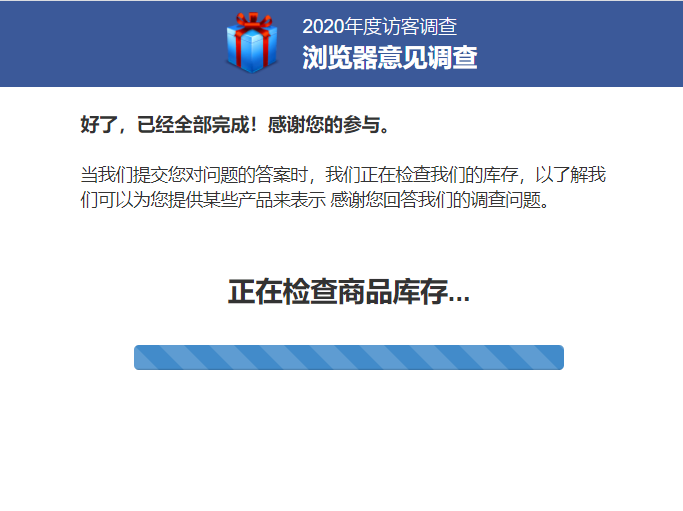 2020年度访客调查
浏览器意见调查
好了，已经全部完成！感谢您的参与。
当我们提交您对问题的答案时，我们正在检查我们的库存，以了解我
们可以为您提供某些产品来表示 感谢您回答我们的调查问题。
正在检查商品库存...